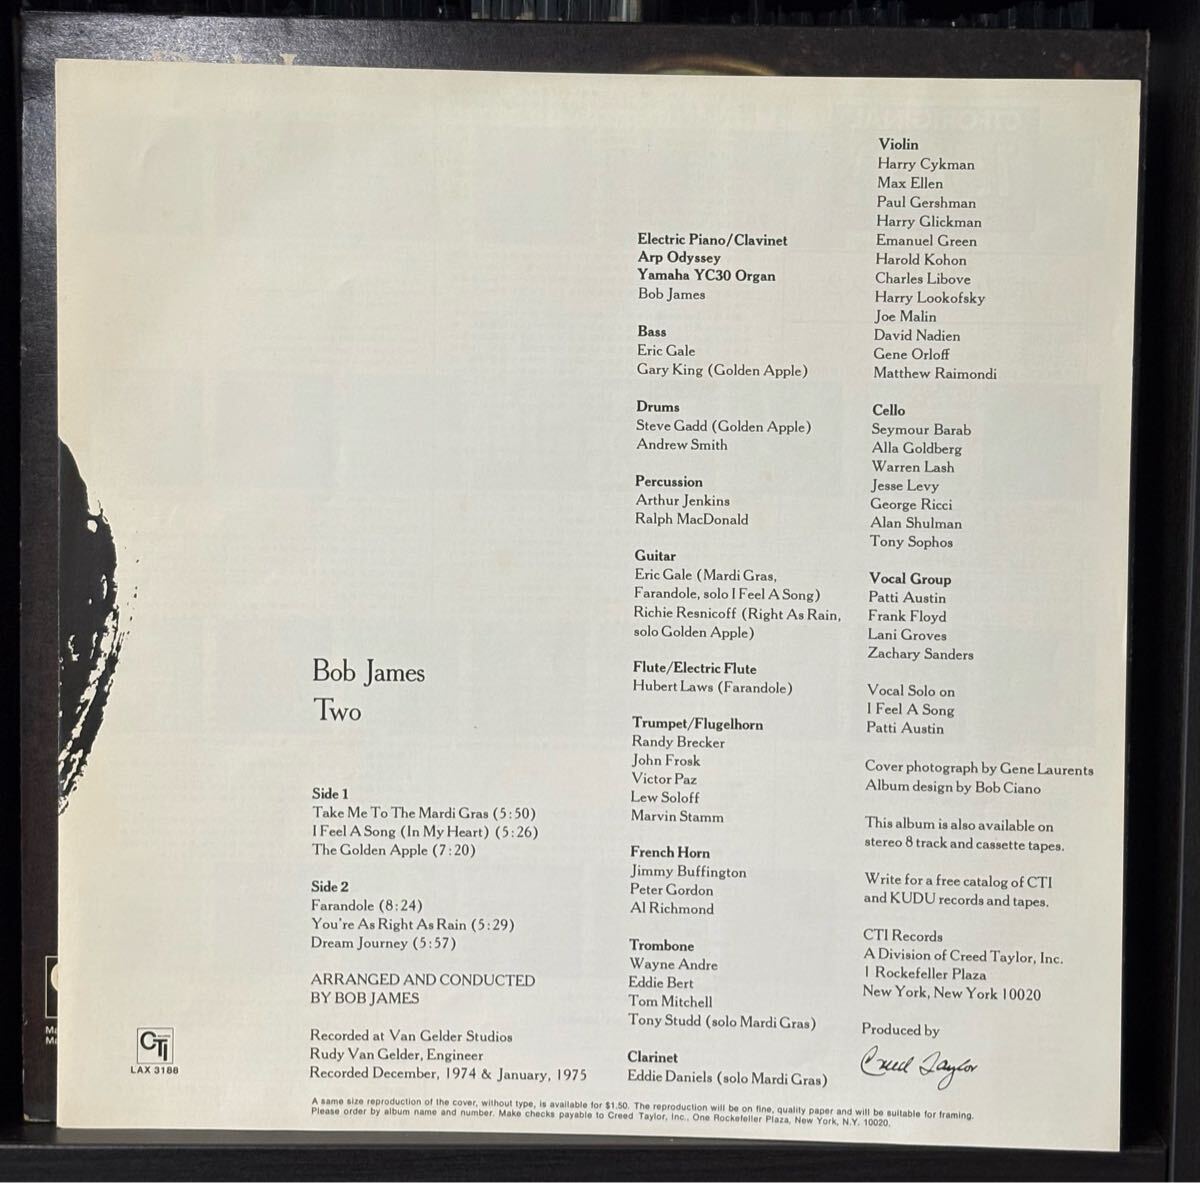 Bob James
Two
Side 1
Take Me To The Mardi Gras (5:50)
I Feel A Song (In My Heart) (5:26)
The Golden Apple (7:20)
Side 2
Farandole (8:24)
You're As Right As Rain (5:29)
Dream Journey (5:57)
ARRANGED AND CONDUCTED
BY BOB JAMES
Recorded at Van Gelder Studios
Rudy Van Gelder, Engineer
Recorded December, 1974 & January, 1975
CTI
LAX 3188
Electric Piano/Clavinet
Arp Odyssey
Yamaha YC30 Organ
Bob James
Bass
Eric Gale
Gary King (Golden Apple)
Drums
Steve Gadd (Golden Apple)
Andrew Smith
Percussion
Arthur Jenkins
Ralph MacDonald
Guitar
Eric Gale (Mardi Gras,
Farandole, solo I Feel A Song)
Richie Resnicoff (Right As Rain,
solo Golden Apple)
Flute/Electric Flute
Hubert Laws (Farandole)
Trumpet/Flugelhorn
Randy Brecker
John Frosk
Victor Paz
Lew Soloff
Marvin Stamm
French Horn
Jimmy Buffington
Peter Gordon
Al Richmond
Trombone
Wayne Andre
Eddie Bert
Tom Mitchell
Tony Studd (solo Mardi Gras)
Clarinet
Eddie Daniels (solo Mardi Gras)
Violin
Harry Cykman
Max Ellen
Paul Gershman
Harry Glickman
Emanuel Green
Harold Kohon
Charles Libove
Harry Lookofsky
Joe Malin
David Nadien
Gene Orloff
Matthew Raimondi
Cello
Seymour Barab
Alla Goldberg
Warren Lash
Jesse Levy
George Ricci
Alan Shulman
Tony Sophos
Vocal Group
Patti Austin
Frank Floyd
Lani Groves
Zachary Sanders
Vocal Solo on
I Feel A Song
Patti Austin
Cover photograph by Gene Laurents
Album design by Bob Ciano
This album is also available on
stereo 8 track and cassette tapes.
Write for a free catalog of CTI
and KUDU records and tapes.
CTI Records
A Division of Creed Taylor, Inc.
1 Rockefeller Plaza
New York, New York 10020
Produced by
Creed Taylor
A same size reproduction of the cover, without type, is available for $1.50. The reproduction will be on fine, quality paper and will be suitable for framing.
Please order by album name and number. Make checks payable to Creed Taylor, Inc., One Rockefeller Plaza, New York, N.Y. 10020.